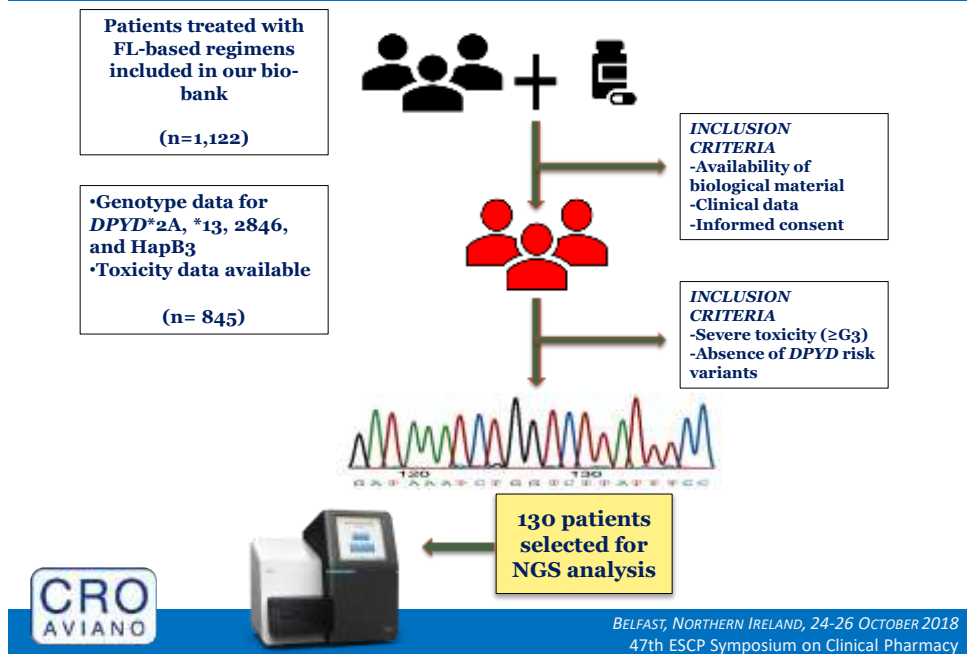 Patients treated with
FL-based regimens
included in our bio-
bank
(n=1,122)
INCLUSION
CRITERIA
-Availability of
biological material
-Clinical data
-Informed consent
•Genotype data for
DPYD*2A, *13, 2846,
and HapB3
•Toxicity data available
(n= 845)
INCLUSION
CRITERIA
-Severe toxicity (≥G3)
-Absence of DPYD risk
variants
120 130
G A T A A A T C T G G T C T T A T T T C C
130 patients
selected for
NGS analysis
CRO
AVIANO
BELFAST, NORTHERN IRELAND, 24-26 OCTOBER 2018
47th ESCP Symposium on Clinical Pharmacy